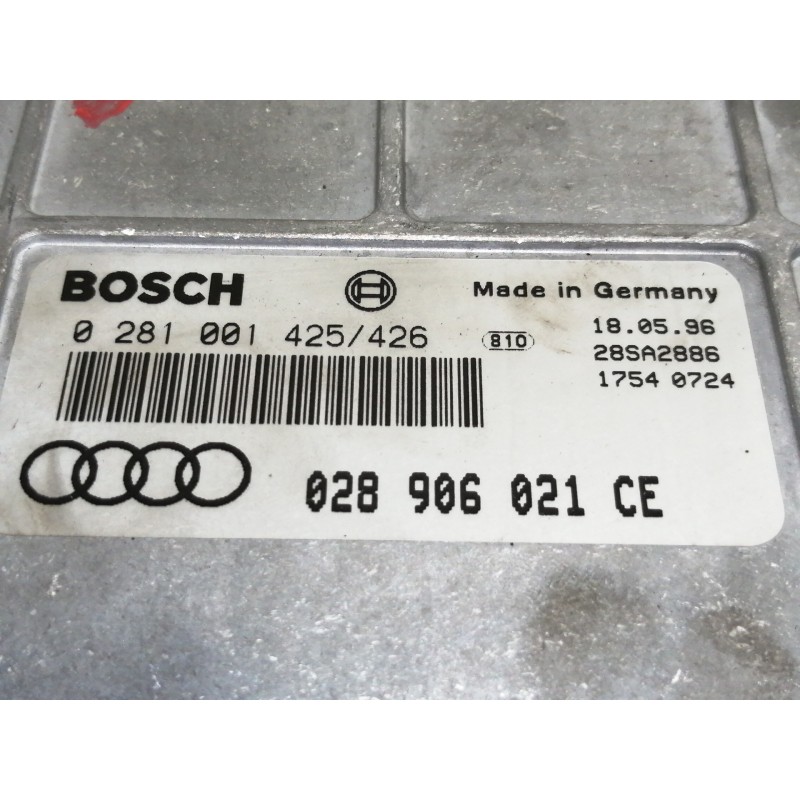 BOSCH
Made in Germany
0 281 001 425/426
810
18.05.96
28SA2886
1754 0724
028 906 021 CE